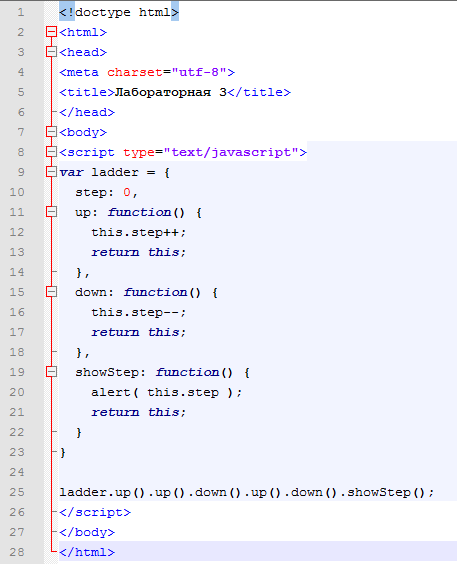 1 <!doctype html>
2 <html>
3 <head>
4 <meta charset="utf-8">
5 <title>Лабораторная 3</title>
6 </head>
7 <body>
8 <script type="text/javascript">
9 var ladder = {
10   step: 0,
11   up: function() {
12     this.step++;
13     return this;
14   },
15   down: function() {
16     this.step--;
17     return this;
18   },
19   showStep: function() {
20     alert( this.step );
21     return this;
22   }
23 }
24
25 ladder.up().up().down().up().down().showStep();
26 </script>
27 </body>
28 </html>